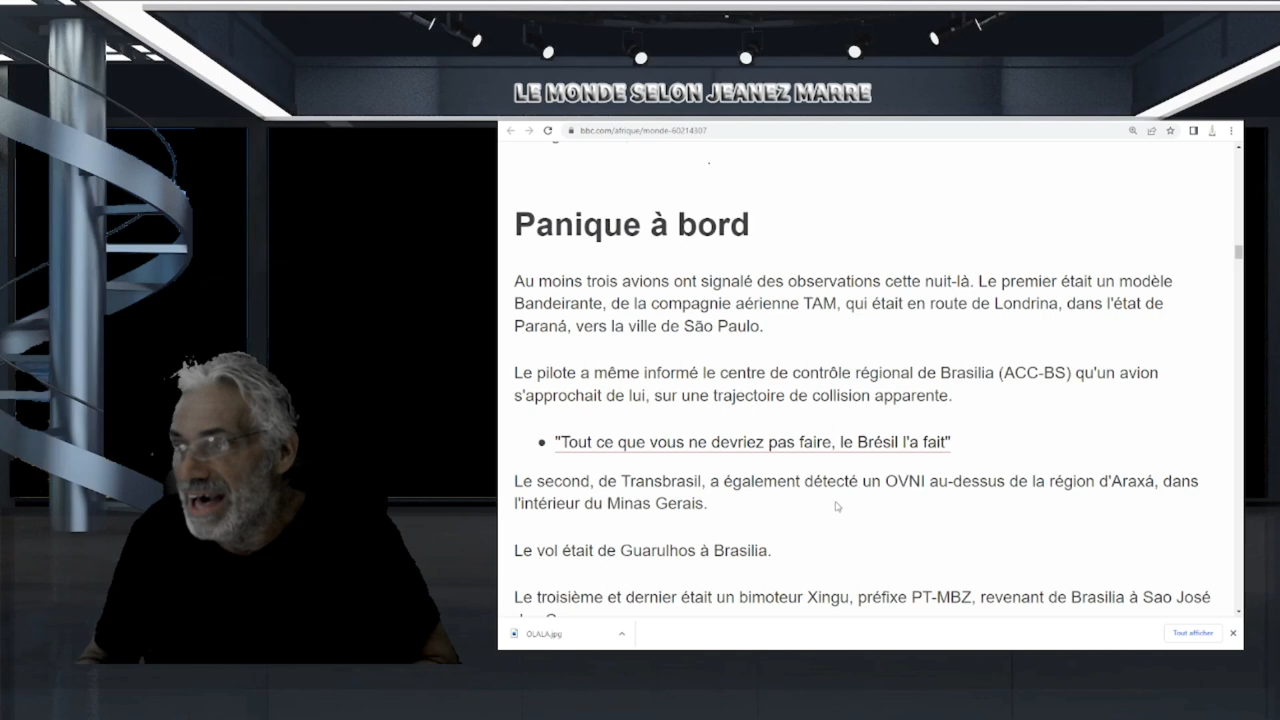 LE MONDE SELON JEANEZ MARRE
bbc.com/afrique/monde-60214307
Panique à bord
Au moins trois avions ont signalé des observations cette nuit-là. Le premier était un modèle
Bandeirante, de la compagnie aérienne TAM, qui était en route de Londrina, dans l'état de
Paraná, vers la ville de São Paulo.
Le pilote a même informé le centre de contrôle régional de Brasilia (ACC-BS) qu'un avion
s'approchait de lui, sur une trajectoire de collision apparente.
• "Tout ce que vous ne devriez pas faire, le Brésil l'a fait"
Le second, de Transbrasil, a également détecté un OVNI au-dessus de la région d'Araxá, dans
l'intérieur du Minas Gerais.
Le vol était de Guarulhos à Brasilia.
Le troisième et dernier était un bimoteur Xingu, préfixe PT-MBZ, revenant de Brasilia à Sao José
OLALA.jpg
Tout afficher